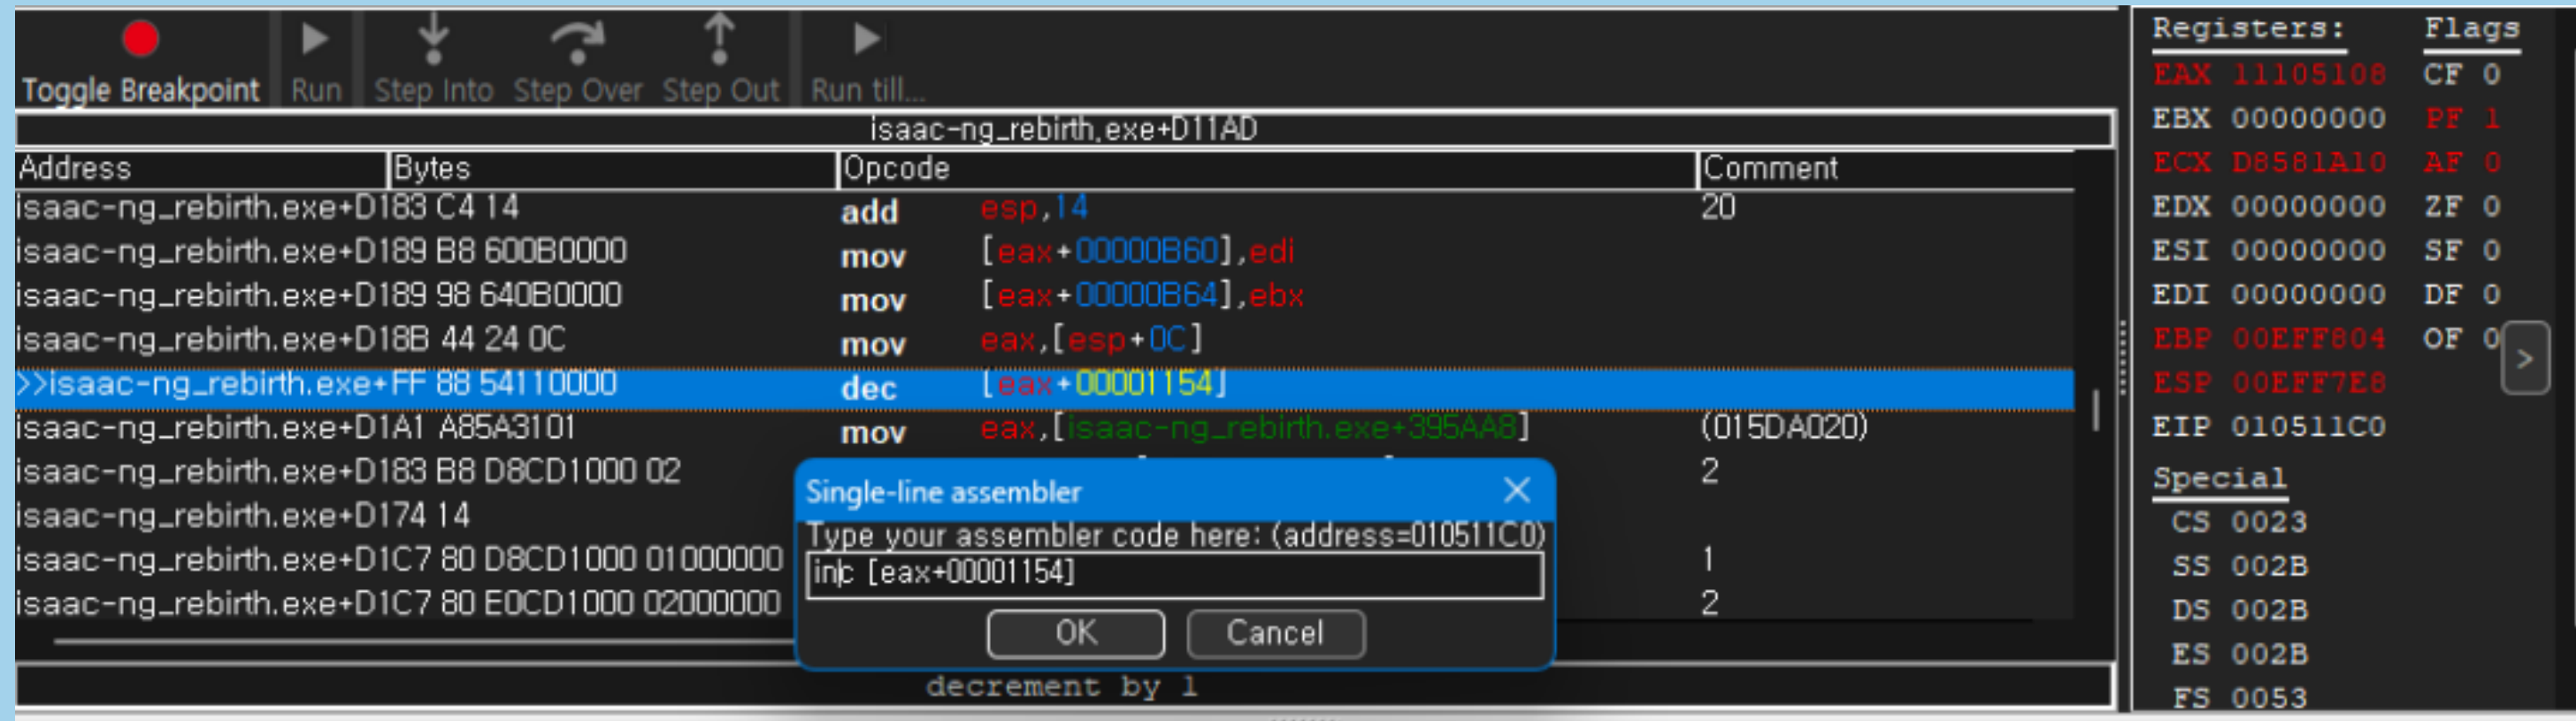 Toggle Breakpoint Run Step Into Step Over Step Out Run till...
isaac-ng_rebirth.exe+D11AD
Address Bytes Opcode Comment
isaac-ng_rebirth.exe+D183 C4 14 add esp,14 20
isaac-ng_rebirth.exe+D189 B8 600B0000 mov [eax+00000B60],edi
isaac-ng_rebirth.exe+D189 98 640B0000 mov [eax+00000B64],ebx
isaac-ng_rebirth.exe+D18B 44 24 0C mov eax,[esp+0C]
>>isaac-ng_rebirth.exe+FF 88 54110000 dec [eax+00001154]
isaac-ng_rebirth.exe+D1A1 A85A3101 mov eax,[isaac-ng_rebirth.exe+395AA8] (015DA020)
isaac-ng_rebirth.exe+D183 B8 D8CD1000 02 2
isaac-ng_rebirth.exe+D174 14
isaac-ng_rebirth.exe+D1C7 80 D8CD1000 01000000 1
isaac-ng_rebirth.exe+D1C7 80 E0CD1000 02000000 2
Single-line assembler
Type your assembler code here: (address=010511C0)
inc [eax+00001154]
OK Cancel
decrement by 1
Registers: Flags
EAX 11105108 CF 0
EBX 00000000 PF 1
ECX D8581A10 AF 0
EDX 00000000 ZF 0
ESI 00000000 SF 0
EDI 00000000 DF 0
EBP 00EFF804 OF 0
ESP 00EFF7E8
>
EIP 010511C0
Special
CS 0023
SS 002B
DS 002B
ES 002B
FS 0053